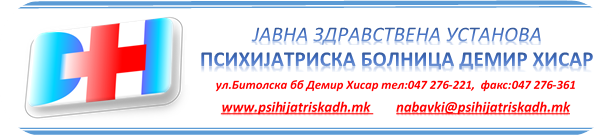 ЈАВНА ЗДРАВСТВЕНА УСТАНОВА
ПСИХИЈАТРИСКА БОЛНИЦА ДЕМИР ХИСАР
ул.Битолска бб Демир Хисар тел:047 276-221, факс:047 276-361
www.psihijatriskadh.mk nabavki@psihijatriskadh.mk